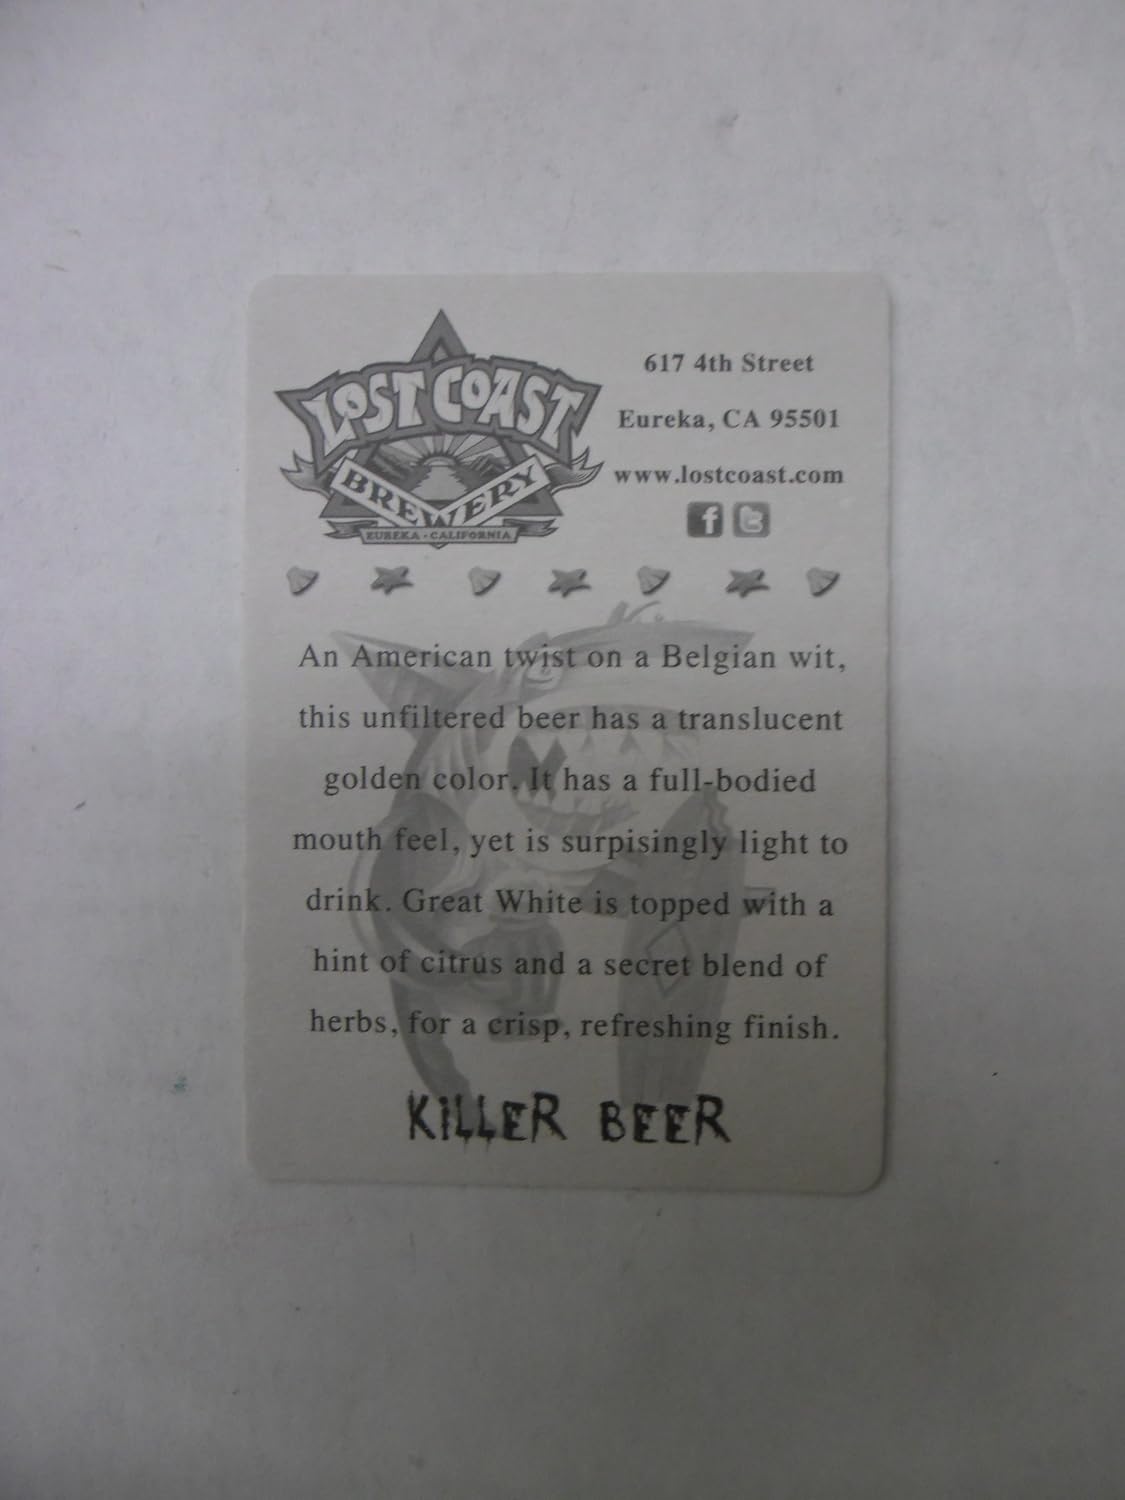 LOST COAST
BREWERY
EUREKA - CALIFORNIA
617 4th Street
Eureka, CA 95501
www.lostcoast.com
f t
An American twist on a Belgian wit,
this unfiltered beer has a translucent
golden color. It has a full-bodied
mouth feel, yet is surpisingly light to
drink. Great White is topped with a
hint of citrus and a secret blend of
herbs, for a crisp, refreshing finish.
KILLER BEER